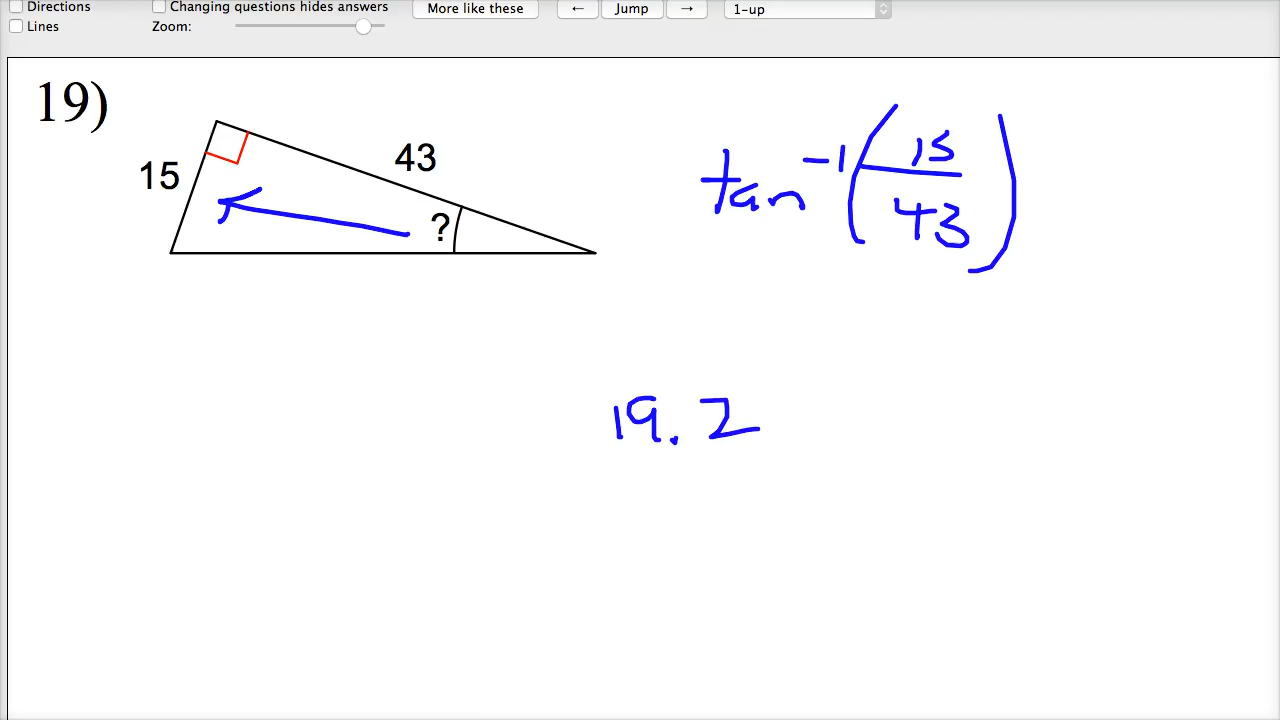 Directions
Changing questions hides answers
More like these
←
Jump
→
1-up
Lines
Zoom:
19)
15
43
?
tan⁻¹(15/43)
19.2